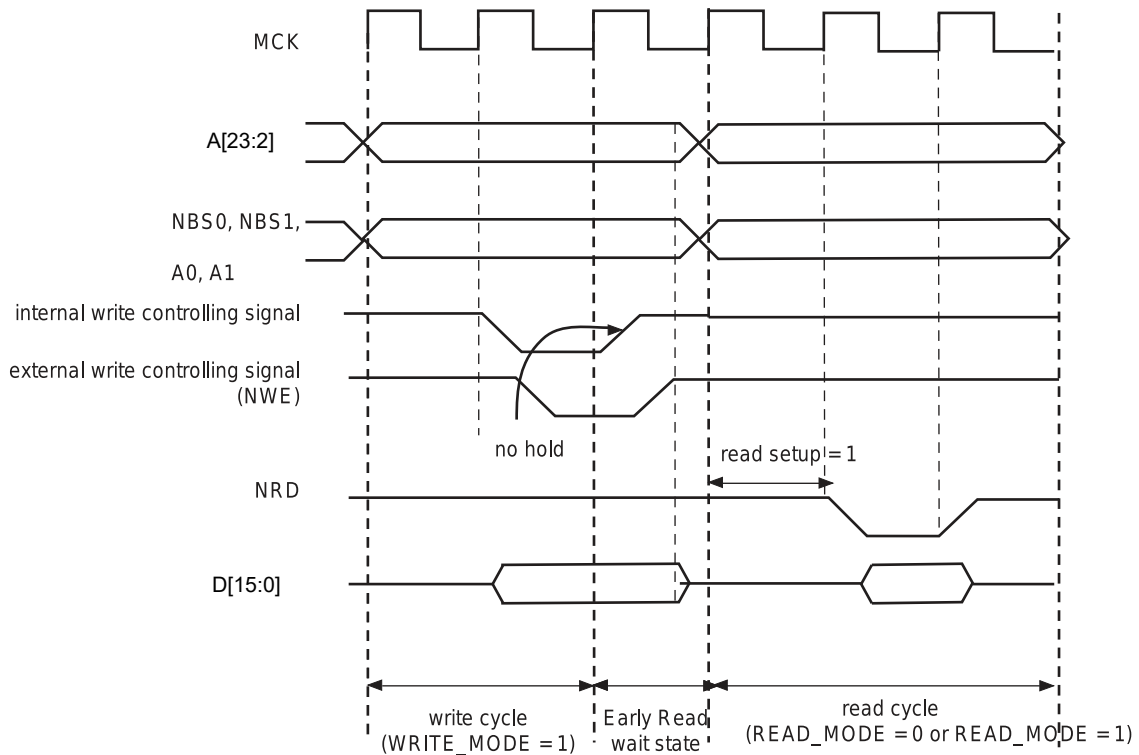 MCK
A[23:2]
NBS0, NBS1,
A0, A1
internal write controlling signal
external write controlling signal
(NWE)
no hold
read setup = 1
NRD
D[15:0]
write cycle
(WRITE_MODE = 1)
Early Read
wait state
read cycle
(READ_MODE = 0 or READ_MODE = 1)